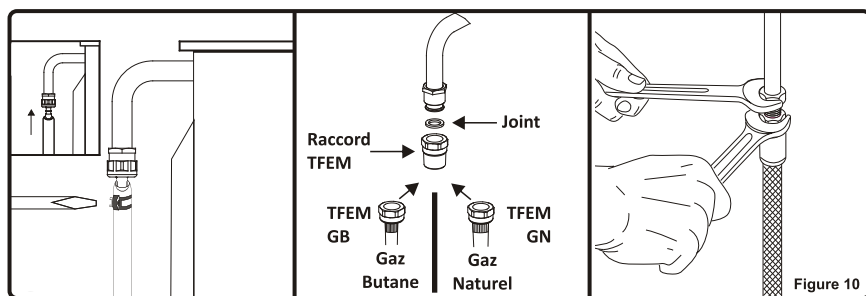 Raccord
TFEM
Joint
TFEM
GB
TFEM
GN
Gaz
Butane
Gaz
Naturel
Figure 10